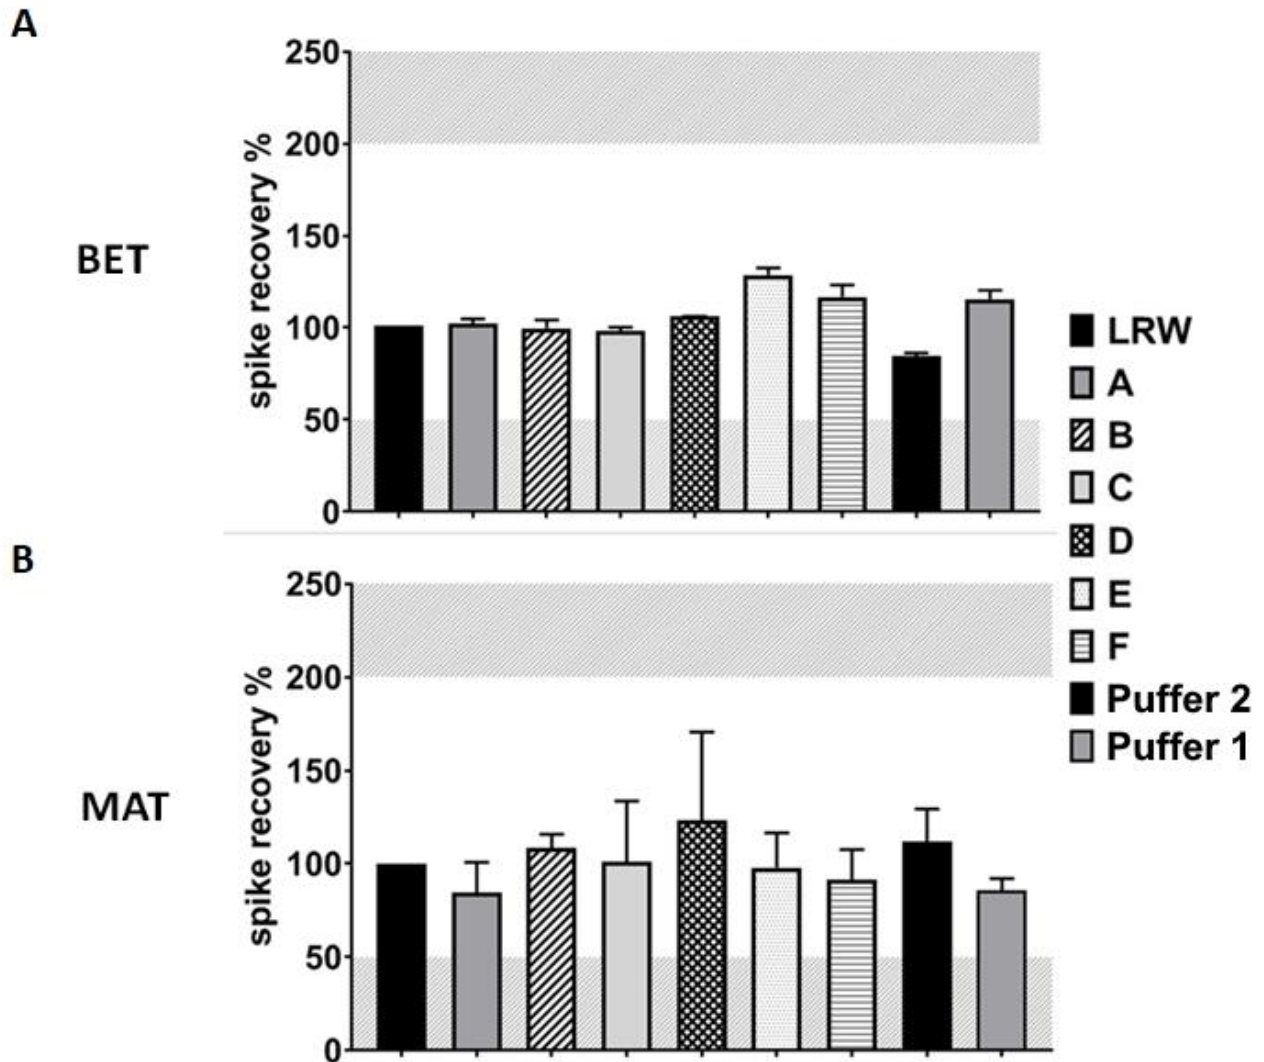 A
250
200
150
100
50
0
spike recovery %
BET
B
250
200
150
100
50
0
spike recovery %
MAT
LRW
A
B
C
D
E
F
Puffer 2
Puffer 1